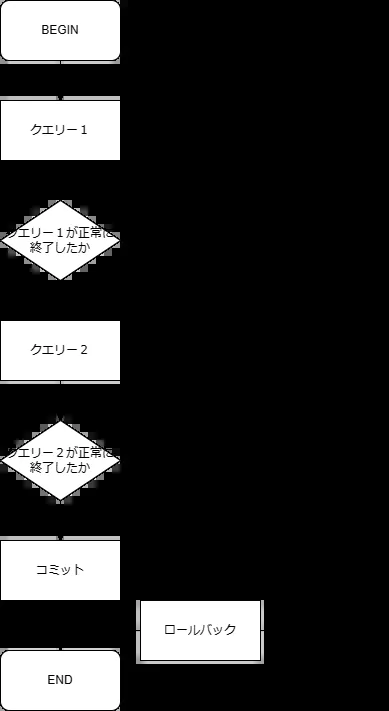 BEGIN
クエリー１
クエリー１が正常に
終了したか
クエリー２
クエリー２が正常に
終了したか
コミット
ロールバック
END